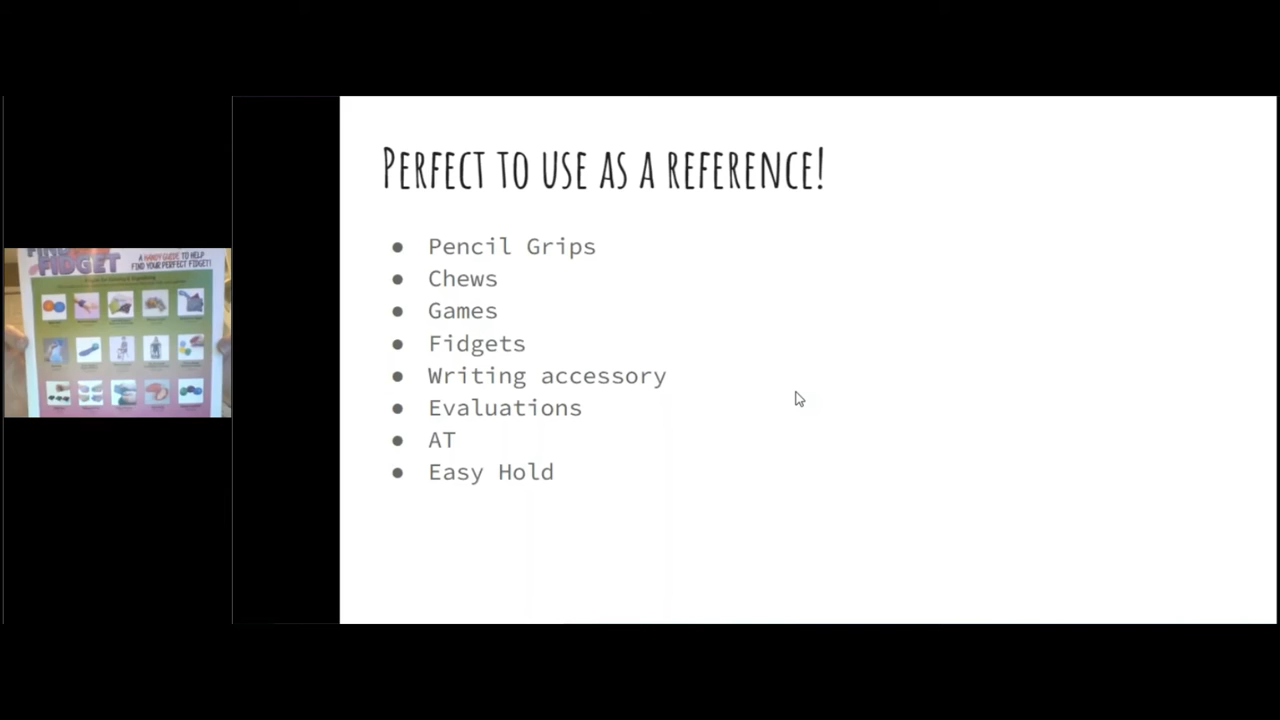 FIND
FIDGET
A HANDY GUIDE TO HELP
FIND YOUR PERFECT FIDGET!
PERFECT TO USE AS A REFERENCE!
● Pencil Grips
● Chews
● Games
● Fidgets
● Writing accessory
● Evaluations
● AT
● Easy Hold